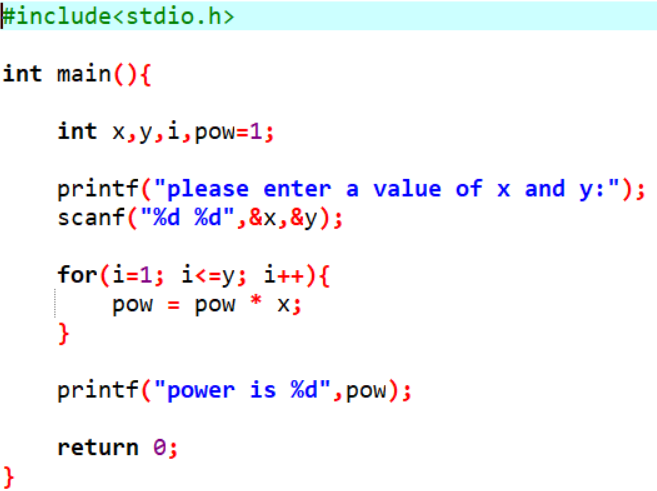 #include<stdio.h>
int main(){
int x,y,i,pow=1;
printf("please enter a value of x and y:");
scanf("%d %d",&x,&y);
for(i=1; i<=y; i++){
pow = pow * x;
}
printf("power is %d",pow);
return 0;
}